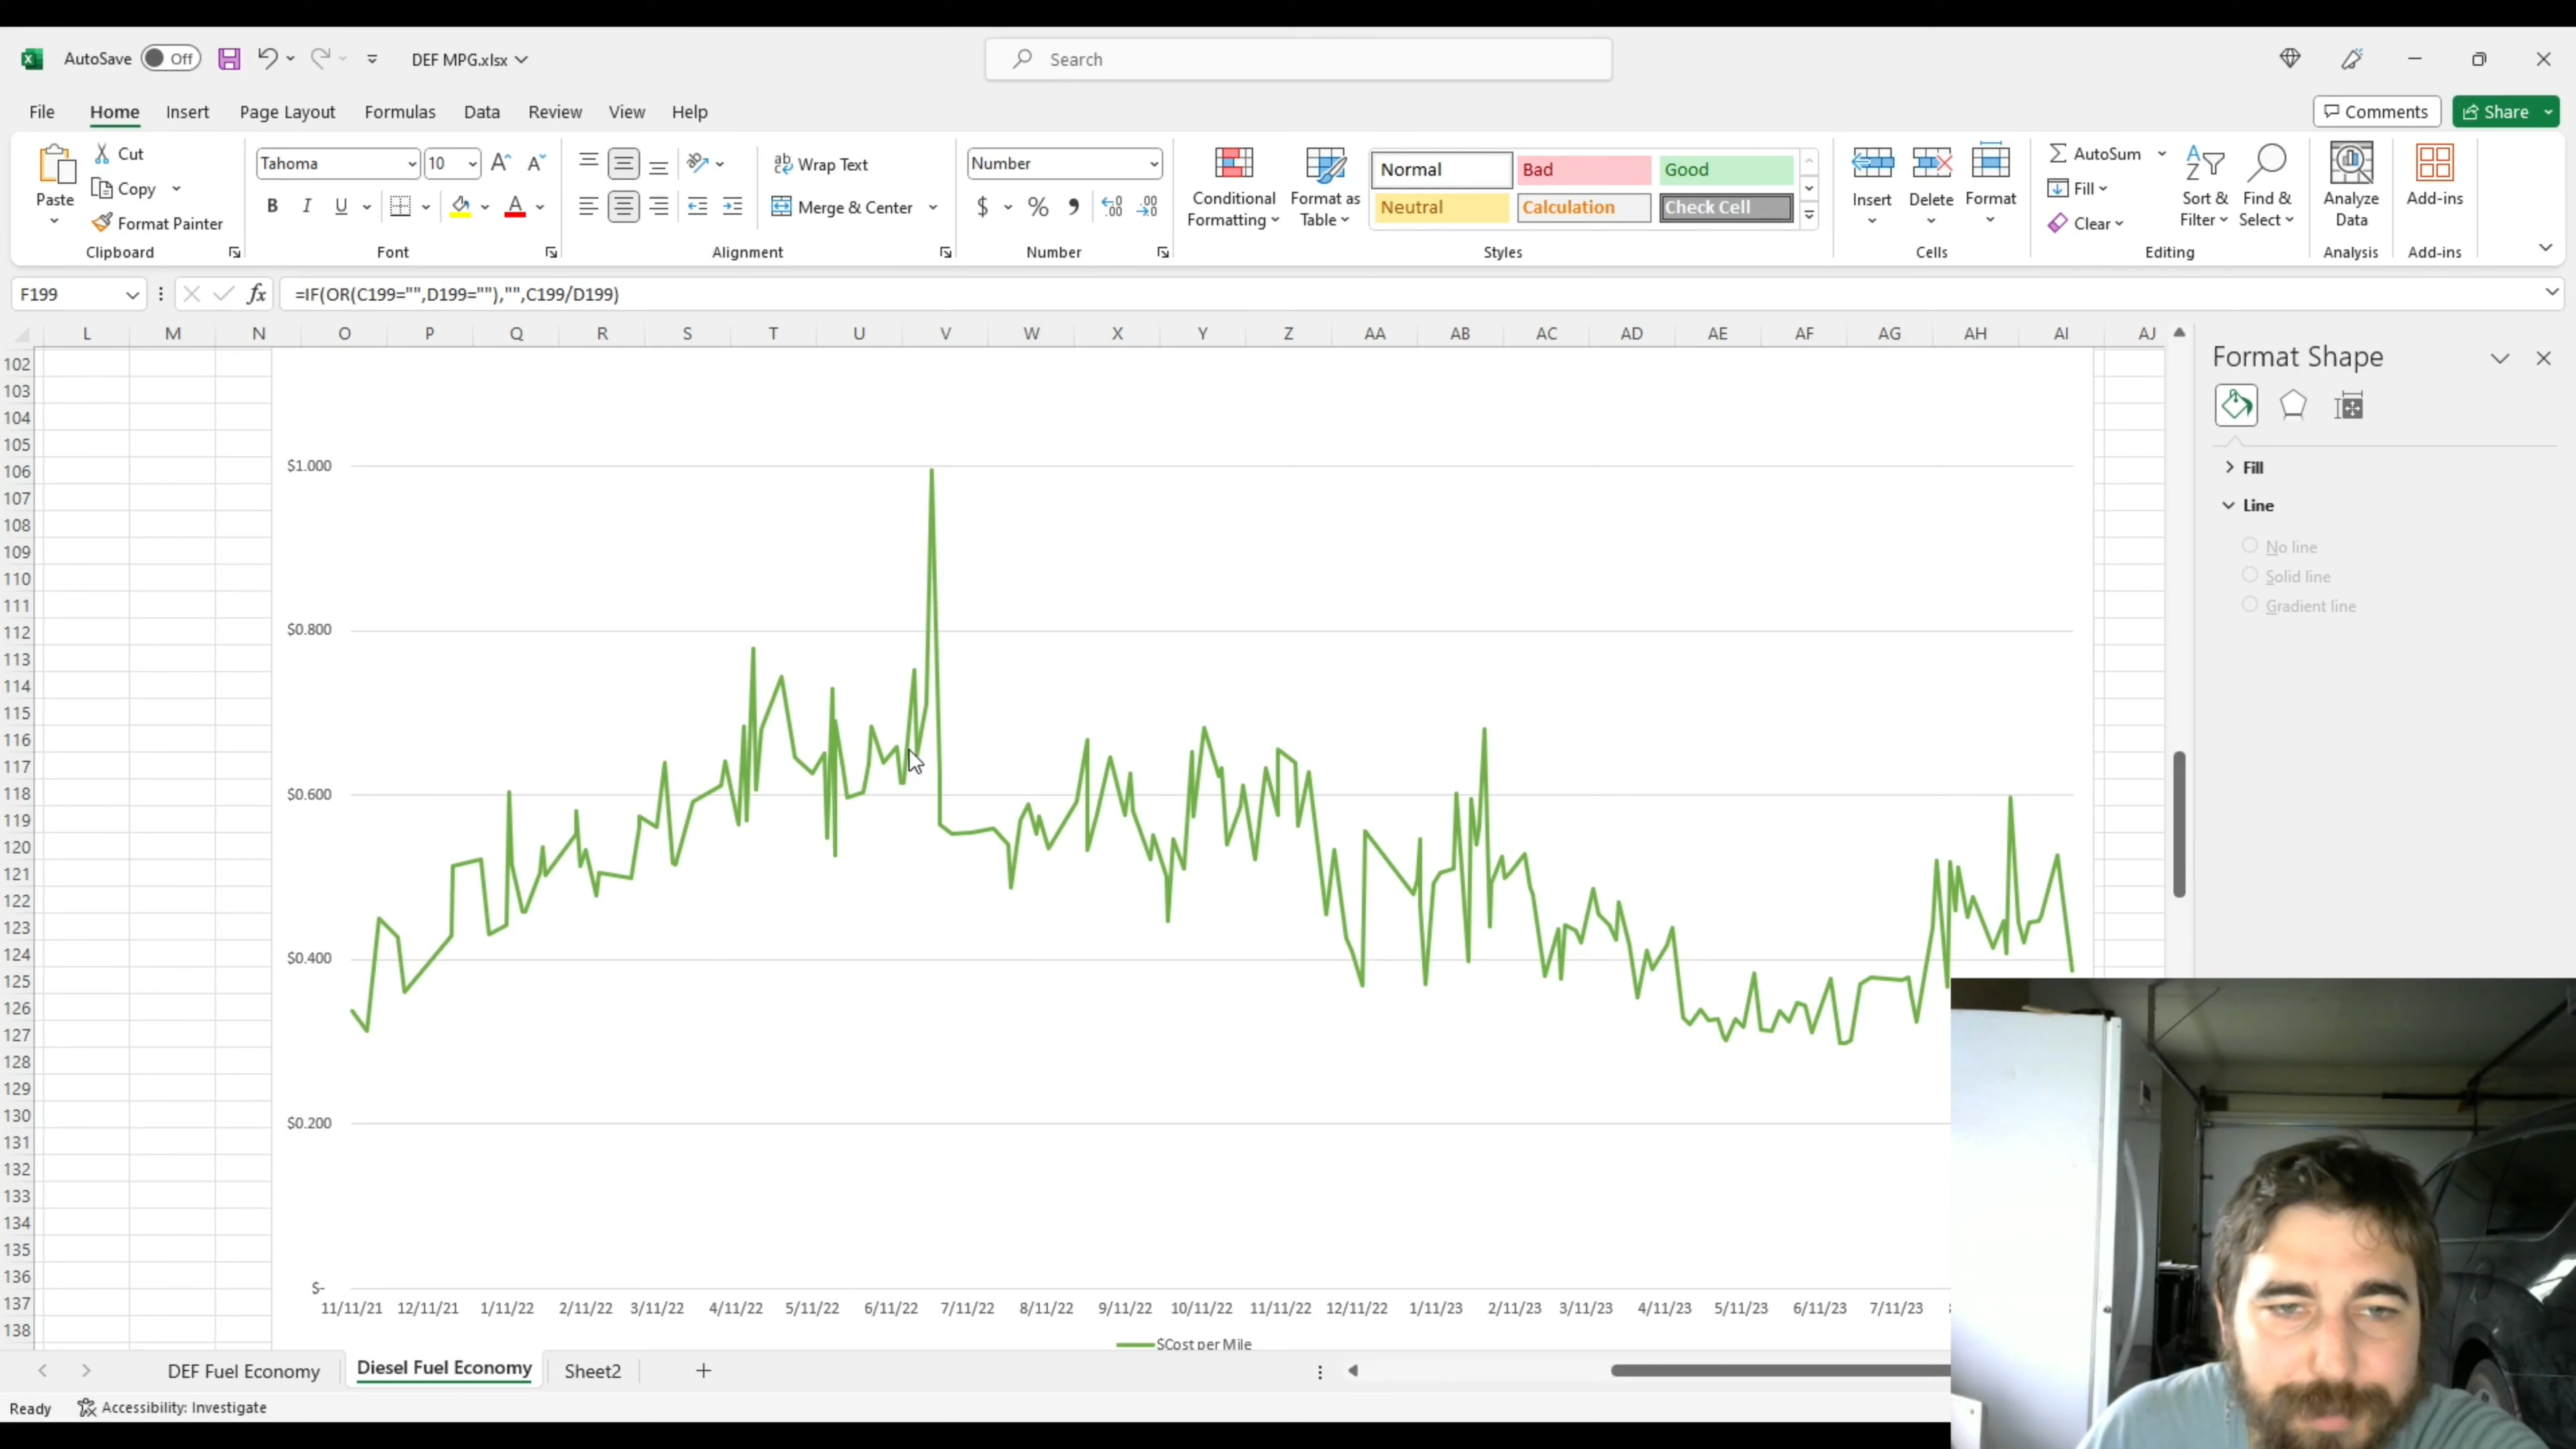 AutoSave Off DEF MPG.xlsx Search
File Home Insert Page Layout Formulas Data Review View Help Comments Share
Paste Cut Copy Format Painter Clipboard
Tahoma 10 A A B I U A Font
Wrap Text Merge & Center Alignment
Number $ % Number
Conditional Formatting Format as Table Normal Bad Good Neutral Calculation Check Cell Styles
Insert Delete Format Cells
AutoSum Fill Clear Sort & Filter Find & Select Editing
Analyze Data Analysis
Add-ins Add-ins
F199 fx =IF(OR(C199="",D199=""),"",C199/D199)
L M N O P Q R S T U V W X Y Z AA AB AC AD AE AF AG AH AI AJ
102
103
104
105
106
107
108
109
110
111
112
113
114
115
116
117
118
119
120
121
122
123
124
125
126
127
128
129
130
131
132
133
134
135
136
137
138
$1.000
$0.800
$0.600
$0.400
$0.200
$-
11/11/21 12/11/21 1/11/22 2/11/22 3/11/22 4/11/22 5/11/22 6/11/22 7/11/22 8/11/22 9/11/22 10/11/22 11/11/22 12/11/22 1/11/23 2/11/23 3/11/23 4/11/23 5/11/23 6/11/23 7/11/23
$Cost per Mile
Format Shape
Fill
Line
No line
Solid line
Gradient line
DEF Fuel Economy Diesel Fuel Economy Sheet2
Ready Accessibility: Investigate